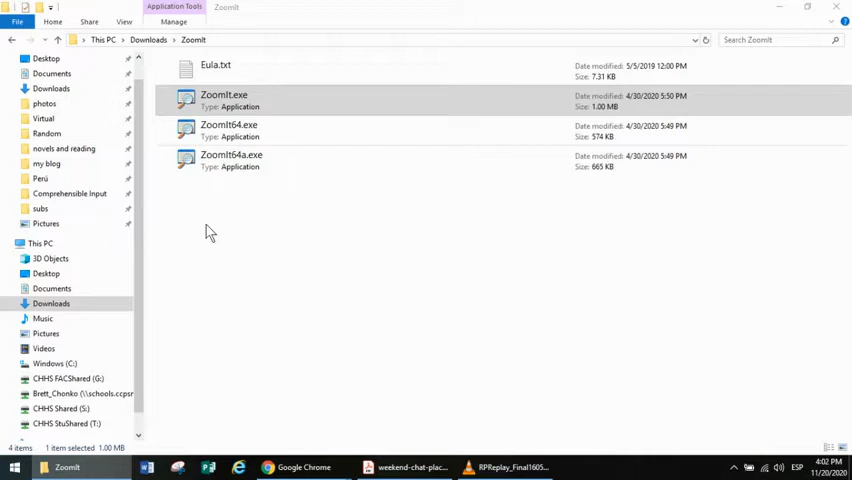 Application Tools
ZoomIt
File Home Share View Manage
This PC Downloads ZoomIt Search ZoomIt
Desktop
Documents
Downloads
photos
Virtual
Random
novels and reading
my blog
Perú
Comprehensible Input
subs
Pictures
This PC
3D Objects
Desktop
Documents
Downloads
Music
Pictures
Videos
Windows (C:)
CHHS FACShared (G:)
Brett_Chonko (\\schools.ccpsr
CHHS Shared (S:)
CHHS StuShared (T:)
Eula.txt Date modified: 5/5/2019 12:00 PM
Size: 7.31 KB
ZoomIt.exe Date modified: 4/30/2020 5:50 PM
Type: Application Size: 1.00 MB
ZoomIt64.exe Date modified: 4/30/2020 5:49 PM
Type: Application Size: 574 KB
ZoomIt64a.exe Date modified: 4/30/2020 5:49 PM
Type: Application Size: 665 KB
4 items 1 item selected 1.00 MB
ZoomIt Google Chrome weekend-chat-plac... RPReplay_Final1605... ESP 4:02 PM
11/20/2020